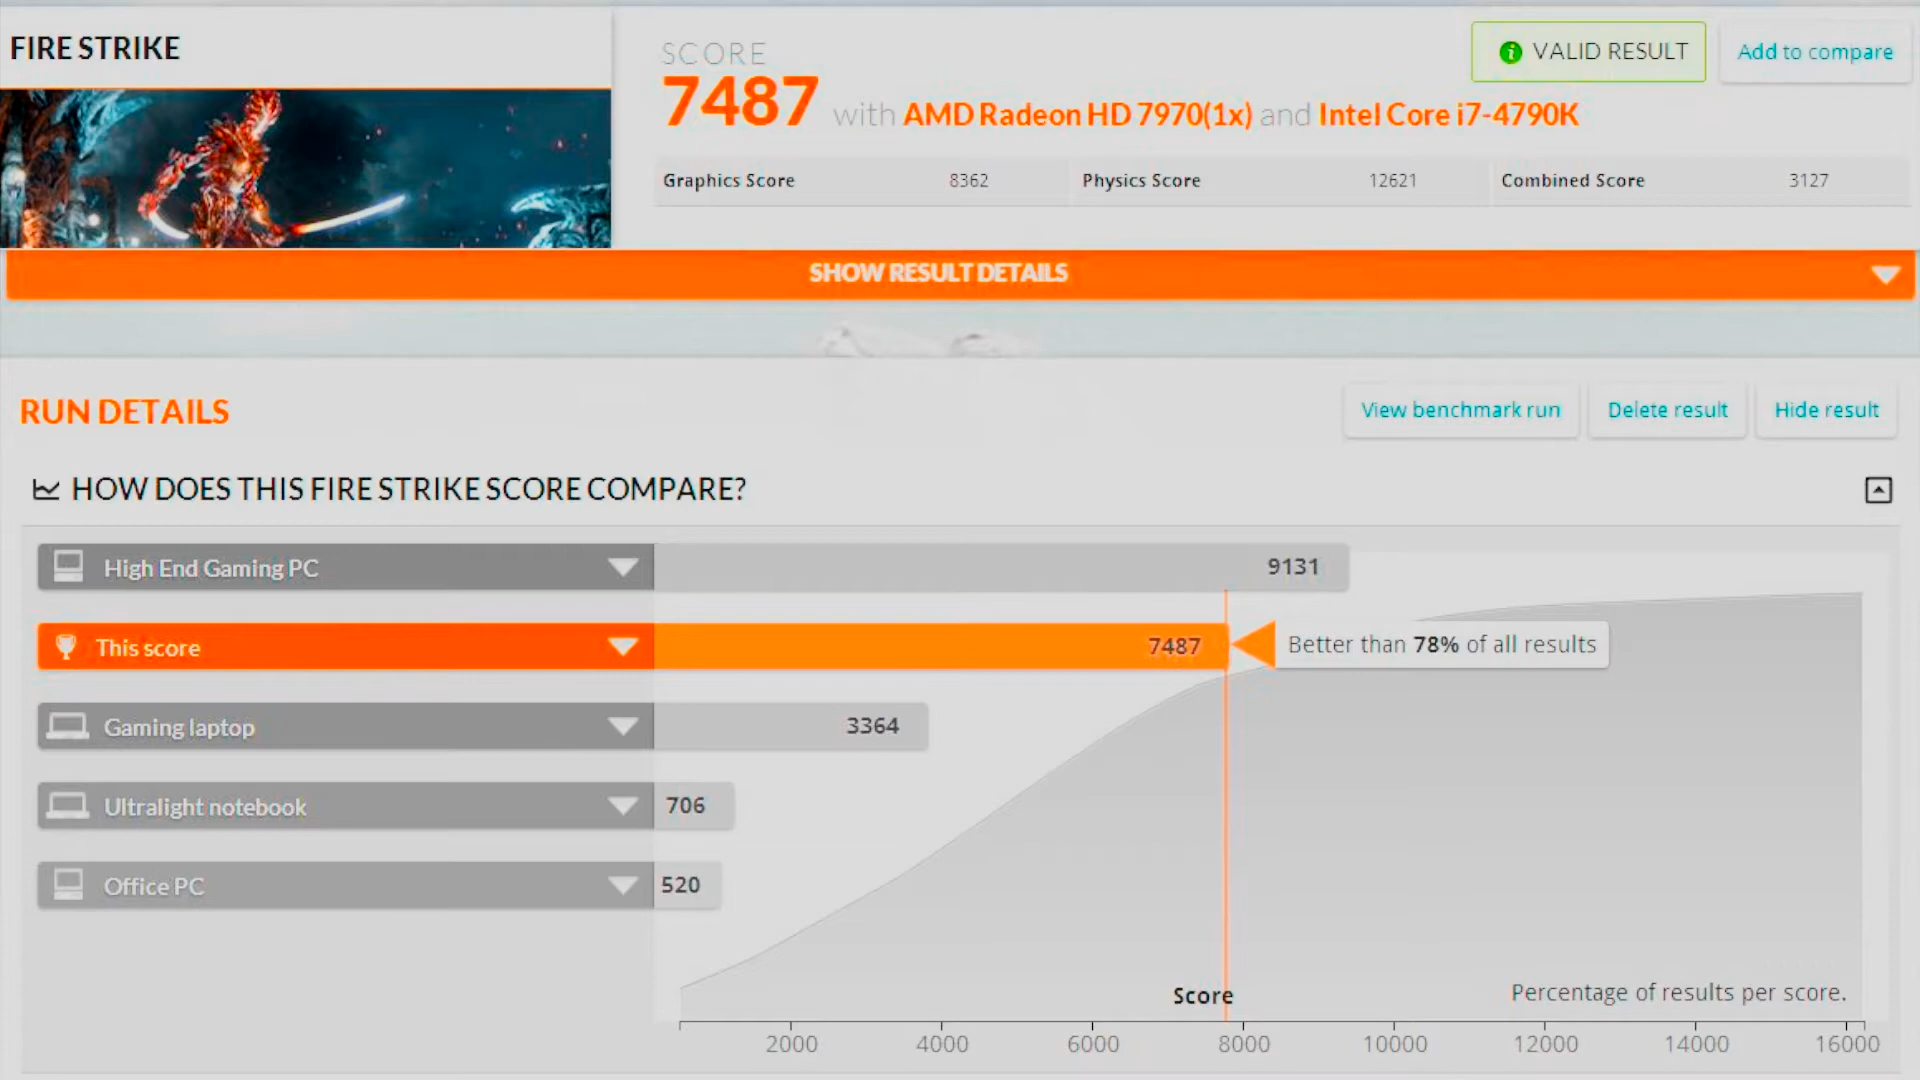 FIRE STRIKE
SCORE
7487 with AMD Radeon HD 7970(1x) and Intel Core i7-4790K
VALID RESULT
Add to compare
Graphics Score 8362 Physics Score 12621 Combined Score 3127
SHOW RESULT DETAILS
RUN DETAILS
View benchmark run Delete result Hide result
HOW DOES THIS FIRE STRIKE SCORE COMPARE?
High End Gaming PC 9131
This score 7487 Better than 78% of all results
Gaming laptop 3364
Ultralight notebook 706
Office PC 520
Score Percentage of results per score.
2000 4000 6000 8000 10000 12000 14000 16000